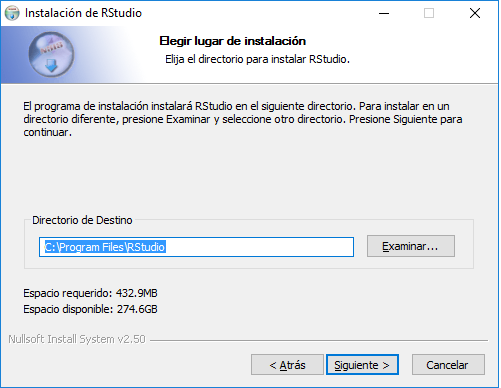 Instalación de RStudio
Elegir lugar de instalación
Elija el directorio para instalar RStudio.
El programa de instalación instalará RStudio en el siguiente directorio. Para instalar en un
directorio diferente, presione Examinar y seleccione otro directorio. Presione Siguiente para
continuar.
Directorio de Destino
C:\Program Files\RStudio
Examinar...
Espacio requerido: 432.9MB
Espacio disponible: 274.6GB
Nullsoft Install System v2.50
< Atrás
Siguiente >
Cancelar